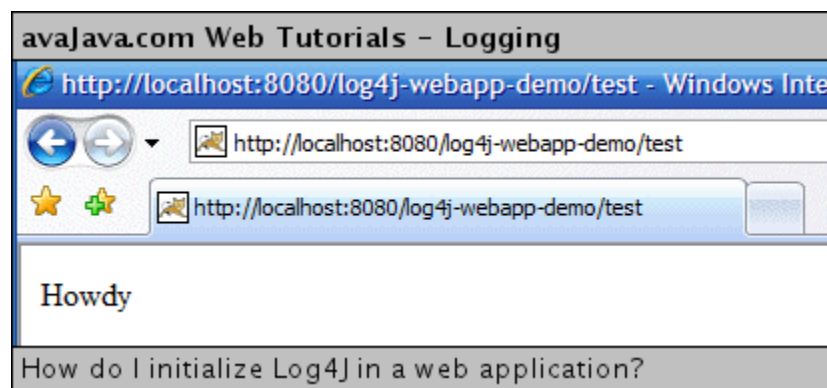 avaJava.com Web Tutorials - Logging
http://localhost:8080/log4j-webapp-demo/test - Windows Inte
http://localhost:8080/log4j-webapp-demo/test
http://localhost:8080/log4j-webapp-demo/test
Howdy
How do I initialize Log4J in a web application?